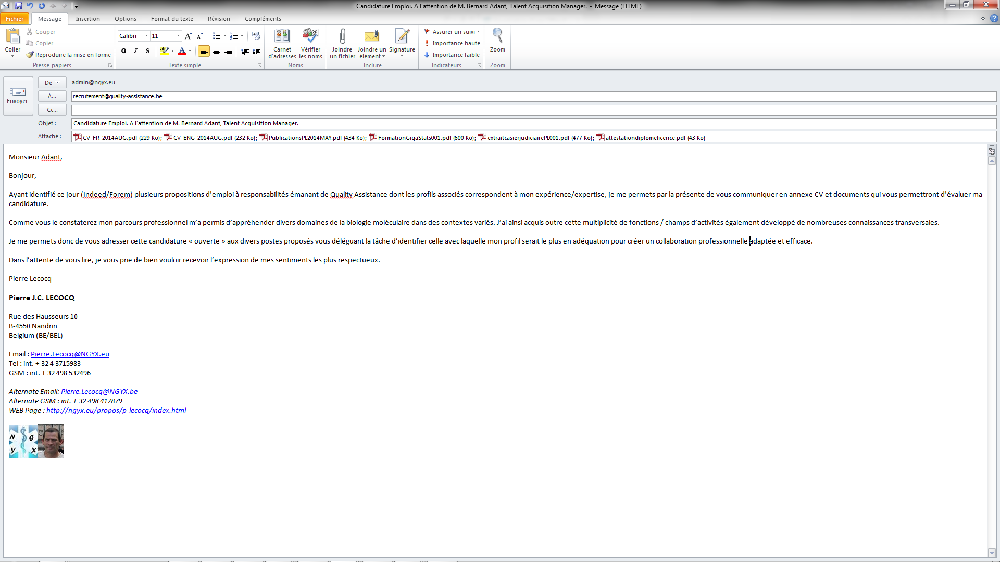 Candidature Emploi. A l'attention de M. Bernard Adant, Talent Acquisition Manager. - Message (HTML)
Fichier Message Insertion Options Format du texte Révision Compléments
Coller
Couper
Copier
Reproduire la mise en forme
Presse-papiers
Calibri 11
G I S
Texte simple
Carnet d'adresses
Vérifier les noms
Noms
Joindre un fichier
Joindre un élément
Signature
Inclure
Assurer un suivi
Importance haute
Importance faible
Indicateurs
Zoom
Zoom
Envoyer
De admin@ngyx.eu
À... recrutement@quality-assistance.be
Cc...
Objet : Candidature Emploi. A l'attention de M. Bernard Adant, Talent Acquisition Manager.
Attaché : CV_FR_2014AUG.pdf (229 Ko); CV_ENG_2014AUG.pdf (232 Ko); PublicationsPL2014MAY.pdf (434 Ko); FormationGigaStats001.pdf (600 Ko); extraitcasierjudiciairePL001.pdf (477 Ko); attestationdiplomelicence.pdf (43 Ko)
Monsieur Adant,
Bonjour,
Ayant identifié ce jour (Indeed/Forem) plusieurs propositions d'emploi à responsabilités émanant de Quality Assistance dont les profils associés correspondent à mon expérience/expertise, je me permets par la présente de vous communiquer en annexe CV et documents qui vous permettront d'évaluer ma
candidature.
Comme vous le constaterez mon parcours professionnel m'a permis d'appréhender divers domaines de la biologie moléculaire dans des contextes variés. J'ai ainsi acquis outre cette multiplicité de fonctions / champs d'activités également développé de nombreuses connaissances transversales.
Je me permets donc de vous adresser cette candidature « ouverte » aux divers postes proposés vous déléguant la tâche d'identifier celle avec laquelle mon profil serait le plus en adéquation pour créer un collaboration professionnelle adaptée et efficace.
Dans l'attente de vous lire, je vous prie de bien vouloir recevoir l'expression de mes sentiments les plus respectueux.
Pierre Lecocq
Pierre J.C. LECOCQ
Rue des Hausseurs 10
B-4550 Nandrin
Belgium (BE/BEL)
Email : Pierre.Lecocq@NGYX.eu
Tel : int. + 32 4 3715983
GSM : int. + 32 498 532496
Alternate Email: Pierre.Lecocq@NGYX.be
Alternate GSM : int. + 32 498 417879
WEB Page : http://ngyx.eu/propos/p-lecocq/index.html
N G
Y X